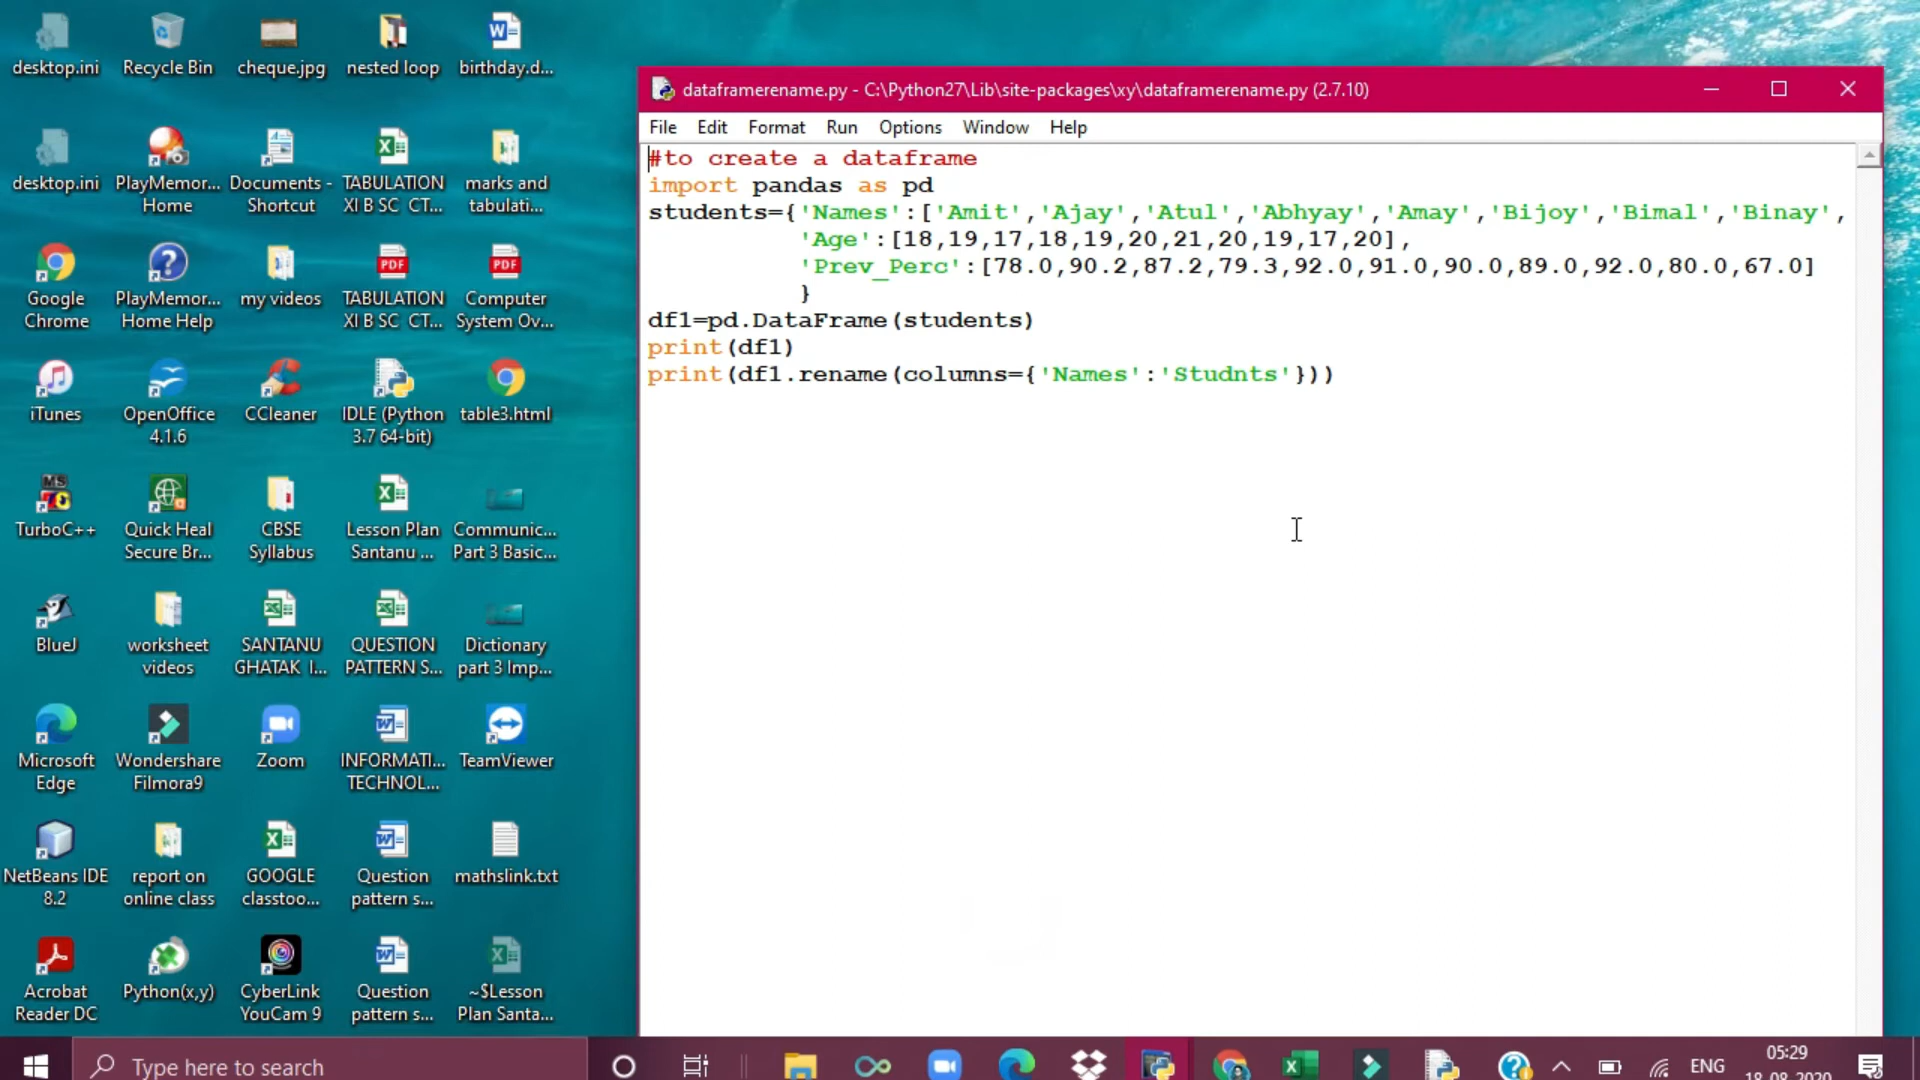 desktop.ini
Recycle Bin
cheque.jpg
nested loop
birthday.d...
desktop.ini
PlayMemor...
Home
Documents -
Shortcut
TABULATION
XI B SC CT...
marks and
tabulati...
Google
Chrome
PlayMemor...
Home Help
my videos
TABULATION
XI B SC CT...
Computer
System Ov...
iTunes
OpenOffice
4.1.6
CCleaner
IDLE (Python
3.7 64-bit)
table3.html
TurboC++
Quick Heal
Secure Br...
CBSE
Syllabus
Lesson Plan
Santanu ...
Communic...
Part 3 Basic...
BlueJ
worksheet
videos
SANTANU
GHATAK I...
QUESTION
PATTERN S...
Dictionary
part 3 Imp...
Microsoft
Edge
Wondershare
Filmora9
Zoom
INFORMATI...
TECHNOL...
TeamViewer
NetBeans IDE
8.2
report on
online class
GOOGLE
classtoo...
Question
pattern s...
mathslink.txt
Acrobat
Reader DC
Python(x,y)
CyberLink
YouCam 9
Question
pattern s...
~$Lesson
Plan Santa...
dataframerename.py - C:\Python27\Lib\site-packages\xy\dataframerename.py (2.7.10)
File Edit Format Run Options Window Help
#to create a dataframe
import pandas as pd
students={'Names':['Amit','Ajay','Atul','Abhyay','Amay','Bijoy','Bimal','Binay',
'Age':[18,19,17,18,19,20,21,20,19,17,20],
'Prev_Perc':[78.0,90.2,87.2,79.3,92.0,91.0,90.0,89.0,92.0,80.0,67.0]
}
df1=pd.DataFrame(students)
print(df1)
print(df1.rename(columns={'Names':'Studnts'}))
Type here to search
ENG
05:29
18-08-2020